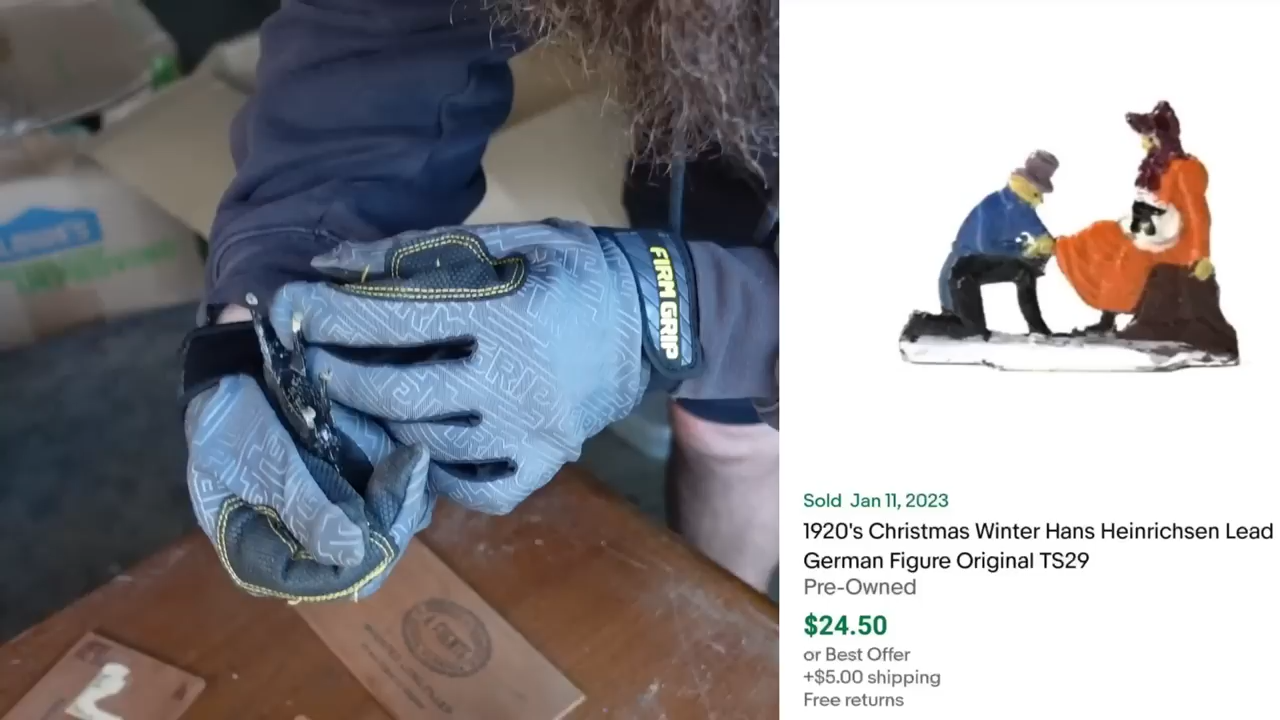 FIRM GRIP
Sold Jan 11, 2023
1920's Christmas Winter Hans Heinrichsen Lead
German Figure Original TS29
Pre-Owned
$24.50
or Best Offer
+$5.00 shipping
Free returns